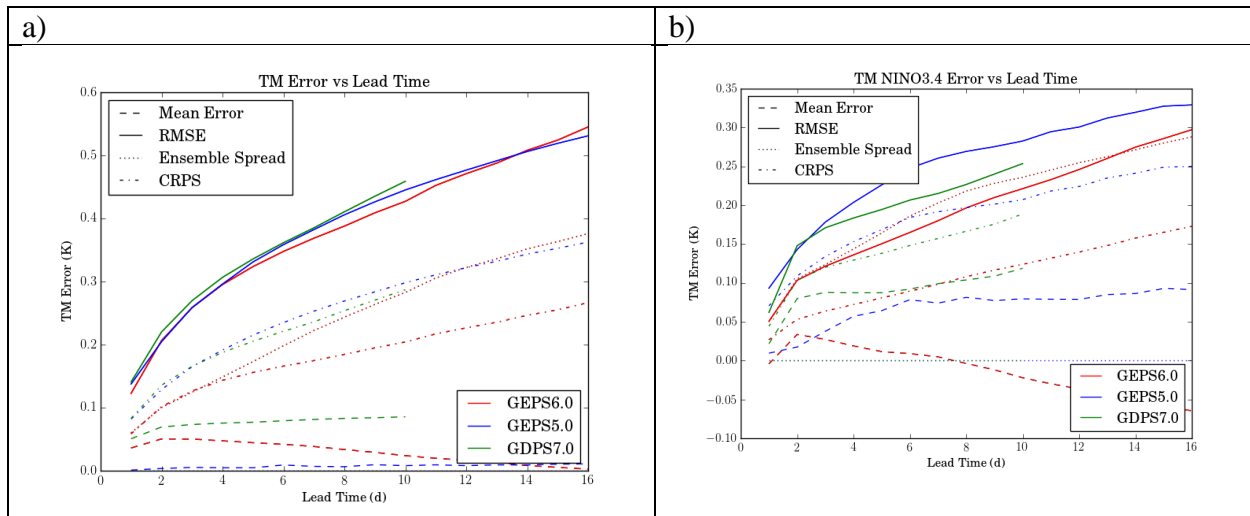 a)
b)
TM Error vs Lead Time
Mean Error
RMSE
Ensemble Spread
CRPS
TM Error (K)
0.6
0.5
0.4
0.3
0.2
0.1
0.0
GEPS6.0
GEPS5.0
GDPS7.0
0 2 4 6 8 10 12 14 16
Lead Time (d)
TM NINO3.4 Error vs Lead Time
Mean Error
RMSE
Ensemble Spread
CRPS
TM Error (K)
0.40
0.35
0.30
0.25
0.20
0.15
0.10
0.05
0.00
−0.05
−0.10
GEPS6.0
GEPS5.0
GDPS7.0
0 2 4 6 8 10 12 14 16
Lead Time (d)